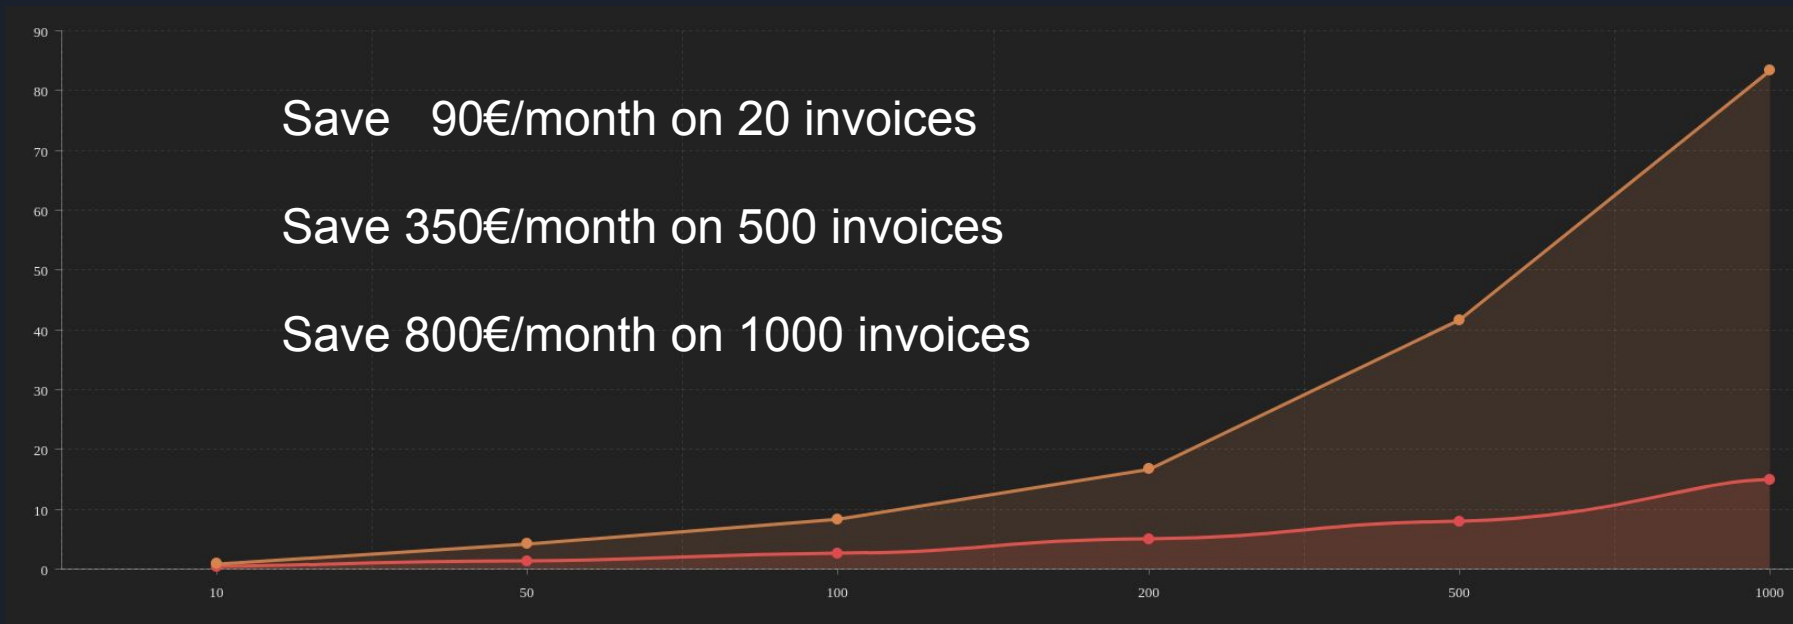 90
80
Save 90€/month on 20 invoices
70
60
Save 350€/month on 500 invoices
50
40
Save 800€/month on 1000 invoices
30
20
10
0
10 50 100 200 500 1000